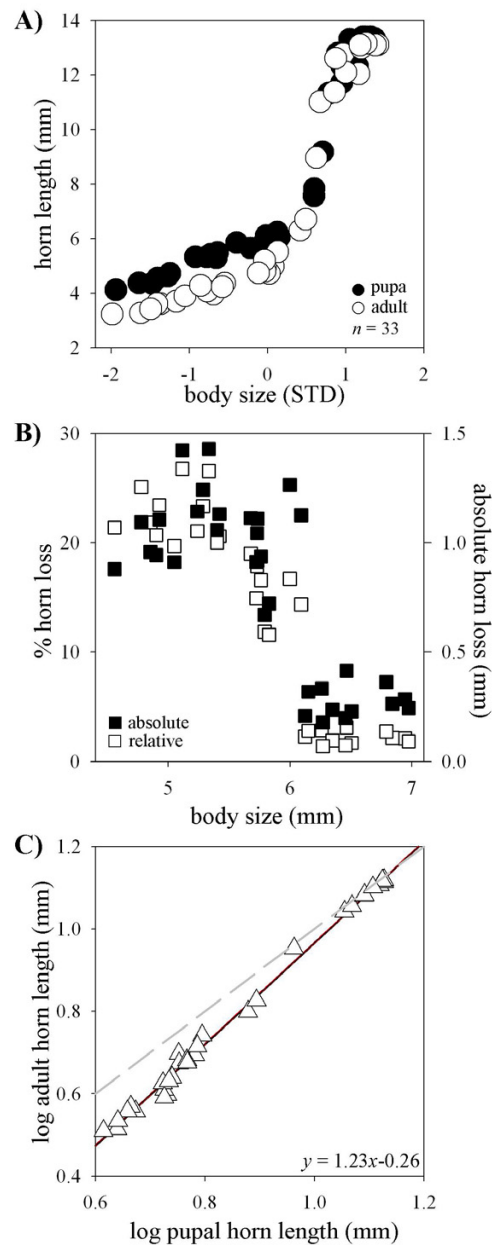 A)
14
12
10
8
6
4
2
horn length (mm)
pupa
adult
n = 33
-2 -1 0 1 2
body size (STD)
B)
30
20
10
0
% horn loss
1.5
1.0
0.5
0.0
absolute horn loss (mm)
absolute
relative
5 6 7
body size (mm)
C)
1.2
1.0
0.8
0.6
0.4
log adult horn length (mm)
y = 1.23x-0.26
0.6 0.8 1.0 1.2
log pupal horn length (mm)